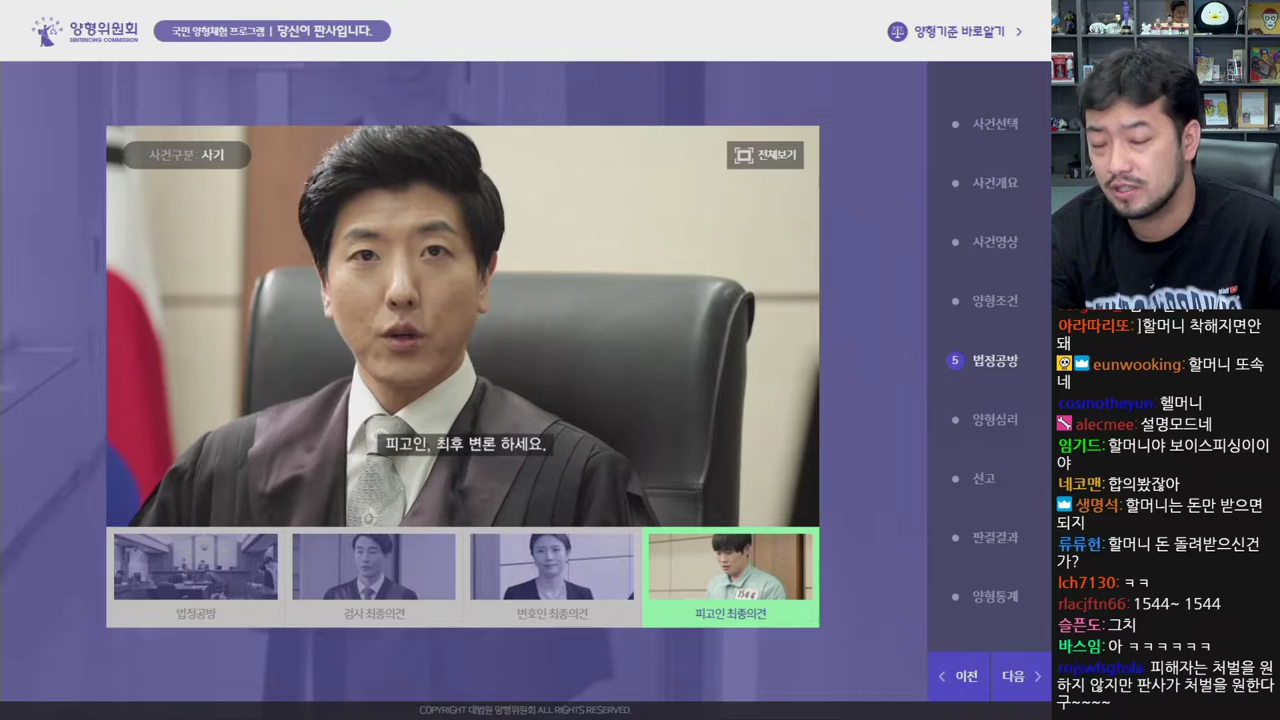 양형위원회
SENTENCING COMMISSION
국민 양형체험 프로그램 | 당신이 판사입니다.
양형기준 바로알기
사건구분: 사기
전체보기
피고인, 최후 변론 하세요.
법정공방
검사 최종의견
변호인 최종의견
1544
피고인 최종의견
사건선택
사건개요
사건영상
양형조건
5 법정공방
양형심리
선고
판결결과
양형통계
이전
다음
COPYRIGHT 대법원 양형위원회 ALL RIGHTS RESERVED.
아라따리또: ]할머니 착해지면안
돼
eunwooking: 할머니 또속
네
cosmotheyun: 헬머니
alecmee: 설명모드네
임기드: 할머니야 보이스피싱이이
야
네코맨: 합의봤잖아
생명석: 할머니는 돈만 받으면
되지
류류현: 할머니 돈 돌려받으신건
가?
lch7130: ㅋㅋ
rlacjftn66: 1544~ 1544
슬픈도: 그치
바스임: 아 ㅋㅋㅋㅋㅋㅋ
피해자는 처벌을 원
하지 않지만 판사가 처벌을 원한다
구~~~~